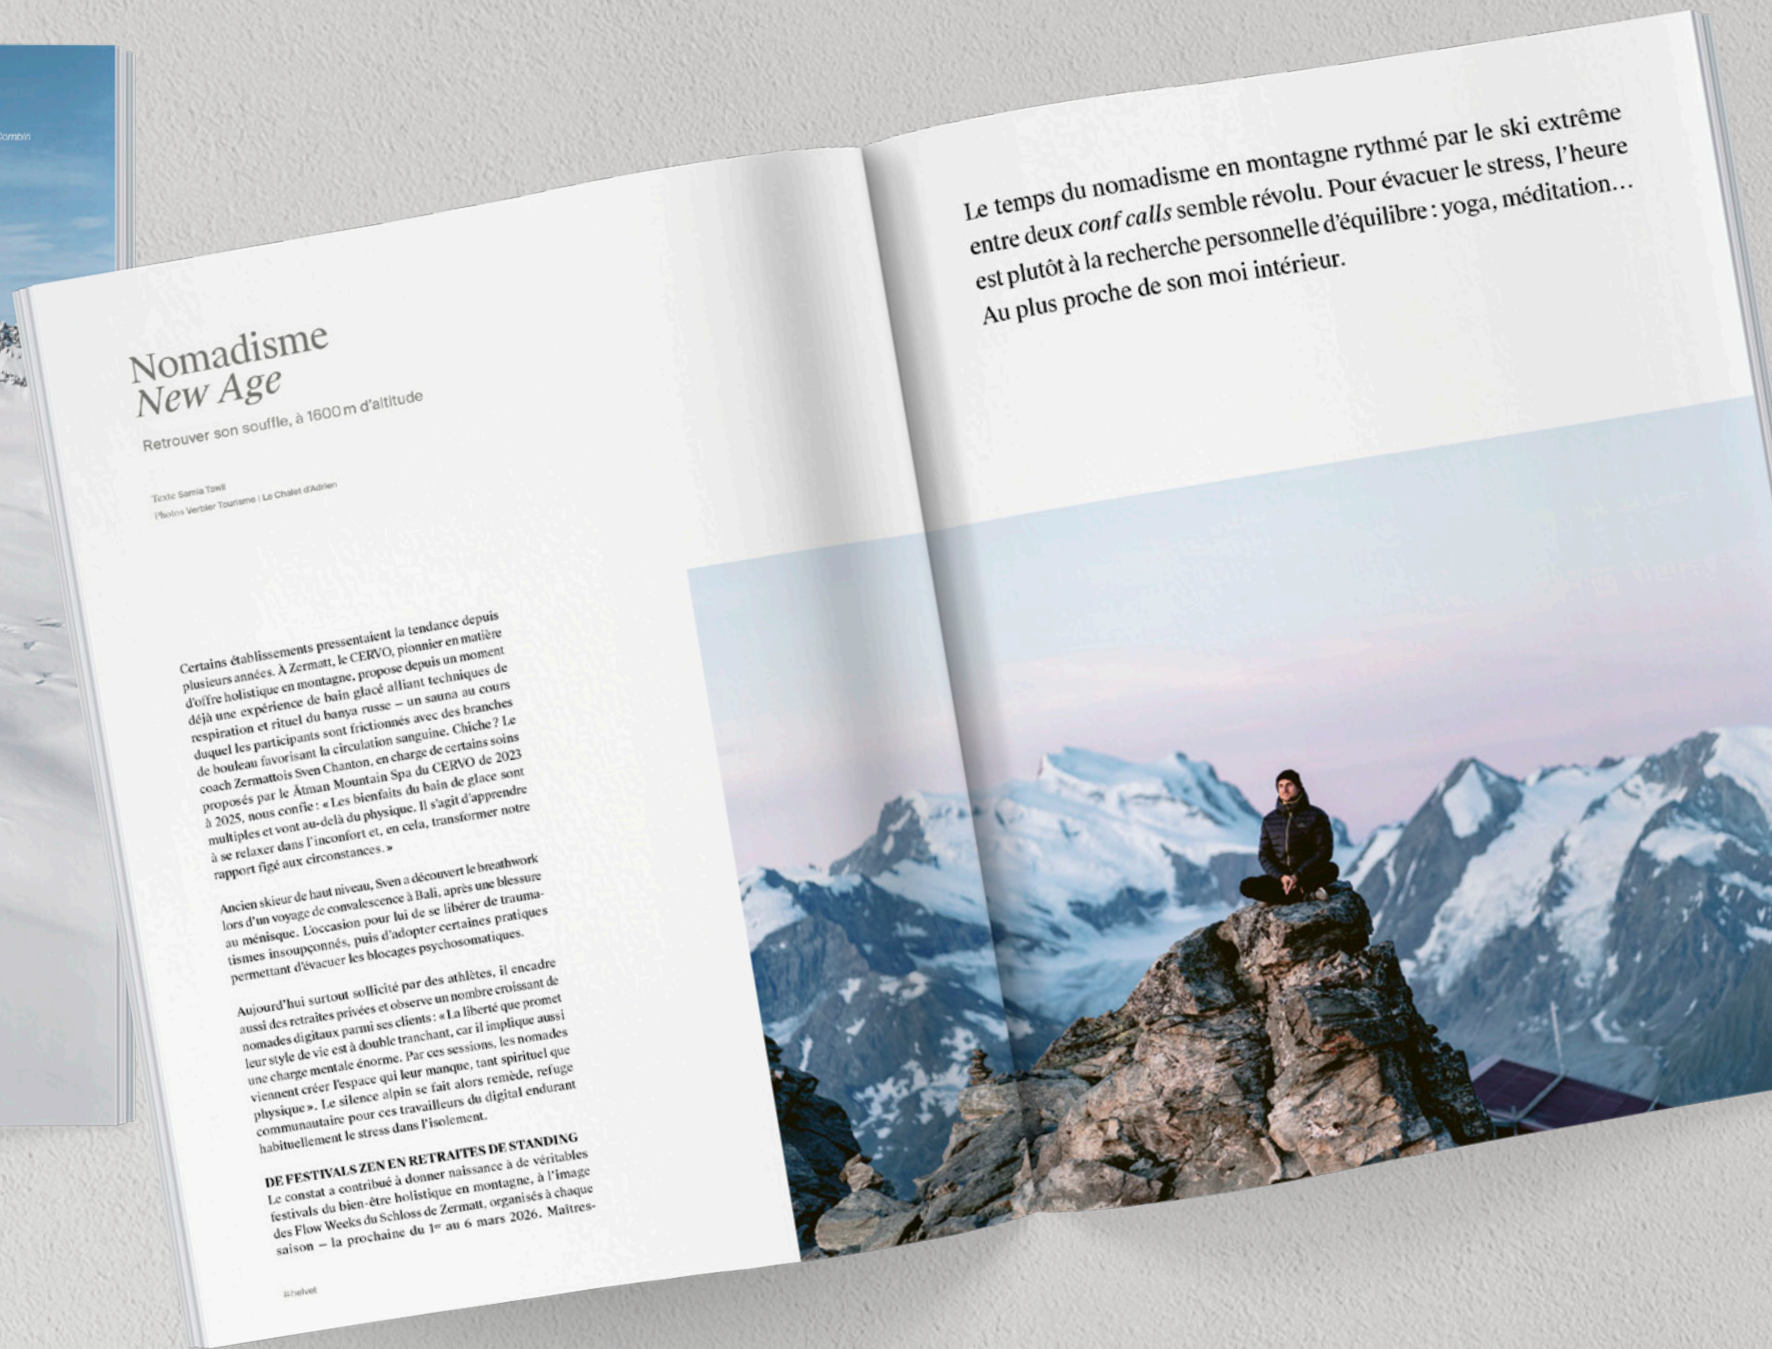 Combin
Nomadisme
New Age
Retrouver son souffle, à 1600 m d'altitude
Texte Samia Tawil
Photos Verbier Tourisme | Le Chalet d'Adrien
Certains établissements pressentaient la tendance depuis
plusieurs années. À Zermatt, le CERVO, pionnier en matière
d'offre holistique en montagne, propose depuis un moment
déjà une expérience de bain glacé alliant techniques de
respiration et rituel du banya russe – un sauna au cours
duquel les participants sont frictionnés avec des branches
de bouleau favorisant la circulation sanguine. Chiche ? Le
coach Zermattois Sven Chanton, en charge de certains soins
proposés par le Ātman Mountain Spa du CERVO de 2023
à 2025, nous confie : « Les bienfaits du bain de glace sont
multiples et vont au-delà du physique. Il s'agit d'apprendre
à se relaxer dans l'inconfort et, en cela, transformer notre
rapport figé aux circonstances. »
Ancien skieur de haut niveau, Sven a découvert le breathwork
lors d'un voyage de convalescence à Bali, après une blessure
au ménisque. L'occasion pour lui de se libérer de trauma-
tismes insoupçonnés, puis d'adopter certaines pratiques
permettant d'évacuer les blocages psychosomatiques.
Aujourd'hui surtout sollicité par des athlètes, il encadre
aussi des retraites privées et observe un nombre croissant de
nomades digitaux parmi ses clients : « La liberté que promet
leur style de vie est à double tranchant, car il implique aussi
une charge mentale énorme. Par ces sessions, les nomades
viennent créer l'espace qui leur manque, tant spirituel que
physique ». Le silence alpin se fait alors remède, refuge
communautaire pour ces travailleurs du digital endurant
habituellement le stress dans l'isolement.
DE FESTIVALS ZEN EN RETRAITES DE STANDING
Le constat a contribué à donner naissance à de véritables
festivals du bien-être holistique en montagne, à l'image
des Flow Weeks du Schloss de Zermatt, organisés à chaque
saison – la prochaine du 1er au 6 mars 2026. Maîtres-
#helvet
Le temps du nomadisme en montagne rythmé par le ski extrême
entre deux conf calls semble révolu. Pour évacuer le stress, l'heure
est plutôt à la recherche personnelle d'équilibre : yoga, méditation…
Au plus proche de son moi intérieur.